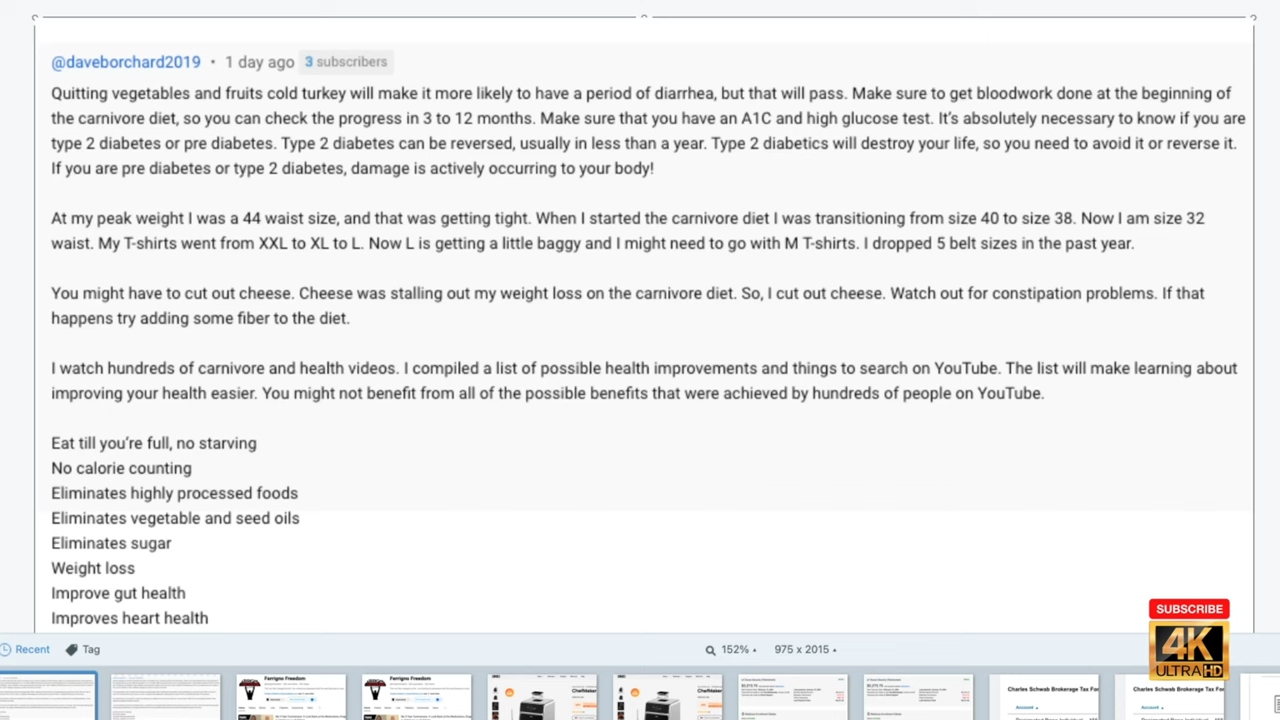 @daveborchard2019 • 1 day ago 3 subscribers
Quitting vegetables and fruits cold turkey will make it more likely to have a period of diarrhea, but that will pass. Make sure to get bloodwork done at the beginning of
the carnivore diet, so you can check the progress in 3 to 12 months. Make sure that you have an A1C and high glucose test. It's absolutely necessary to know if you are
type 2 diabetes or pre diabetes. Type 2 diabetes can be reversed, usually in less than a year. Type 2 diabetics will destroy your life, so you need to avoid it or reverse it.
If you are pre diabetes or type 2 diabetes, damage is actively occurring to your body!
At my peak weight I was a 44 waist size, and that was getting tight. When I started the carnivore diet I was transitioning from size 40 to size 38. Now I am size 32
waist. My T-shirts went from XXL to XL to L. Now L is getting a little baggy and I might need to go with M T-shirts. I dropped 5 belt sizes in the past year.
You might have to cut out cheese. Cheese was stalling out my weight loss on the carnivore diet. So, I cut out cheese. Watch out for constipation problems. If that
happens try adding some fiber to the diet.
I watch hundreds of carnivore and health videos. I compiled a list of possible health improvements and things to search on YouTube. The list will make learning about
improving your health easier. You might not benefit from all of the possible benefits that were achieved by hundreds of people on YouTube.
Eat till you're full, no starving
No calorie counting
Eliminates highly processed foods
Eliminates vegetable and seed oils
Eliminates sugar
Weight loss
Improve gut health
Improves heart health
SUBSCRIBE
4K
ULTRA HD
Recent Tag 152% 975 x 2015
Ferrigno Freedom
Ferrigno Freedom
ChefMaker
ChefMaker
Charles Schwab Brokerage Tax For
Charles Schwab Brokerage Tax For
Account
Account